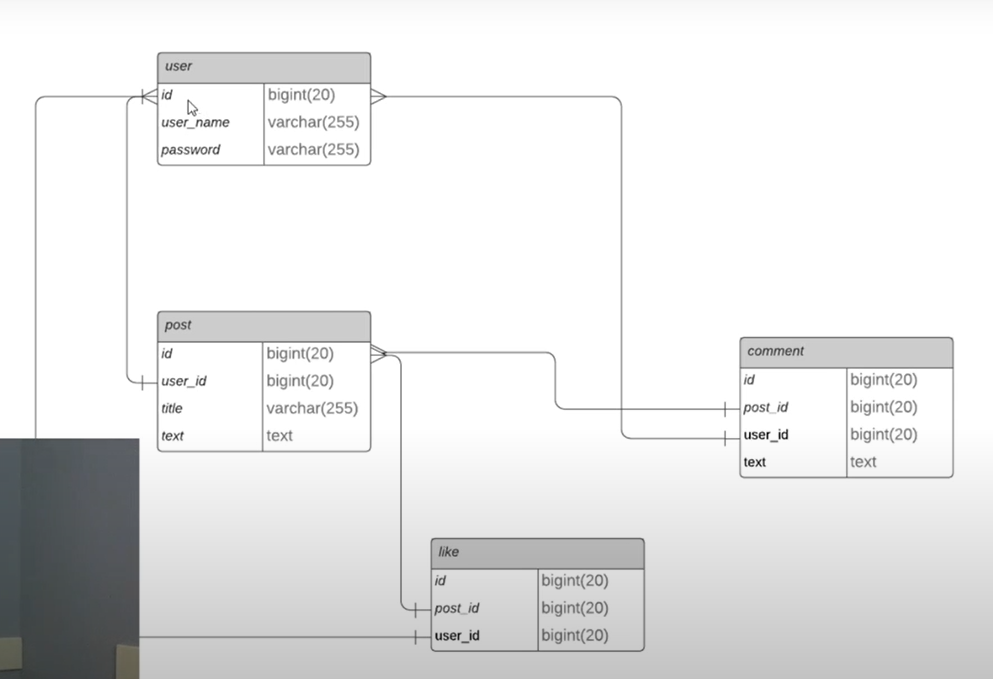 user
id bigint(20)
user_name varchar(255)
password varchar(255)
post
id bigint(20)
user_id bigint(20)
title varchar(255)
text text
comment
id bigint(20)
post_id bigint(20)
user_id bigint(20)
text text
like
id bigint(20)
post_id bigint(20)
user_id bigint(20)